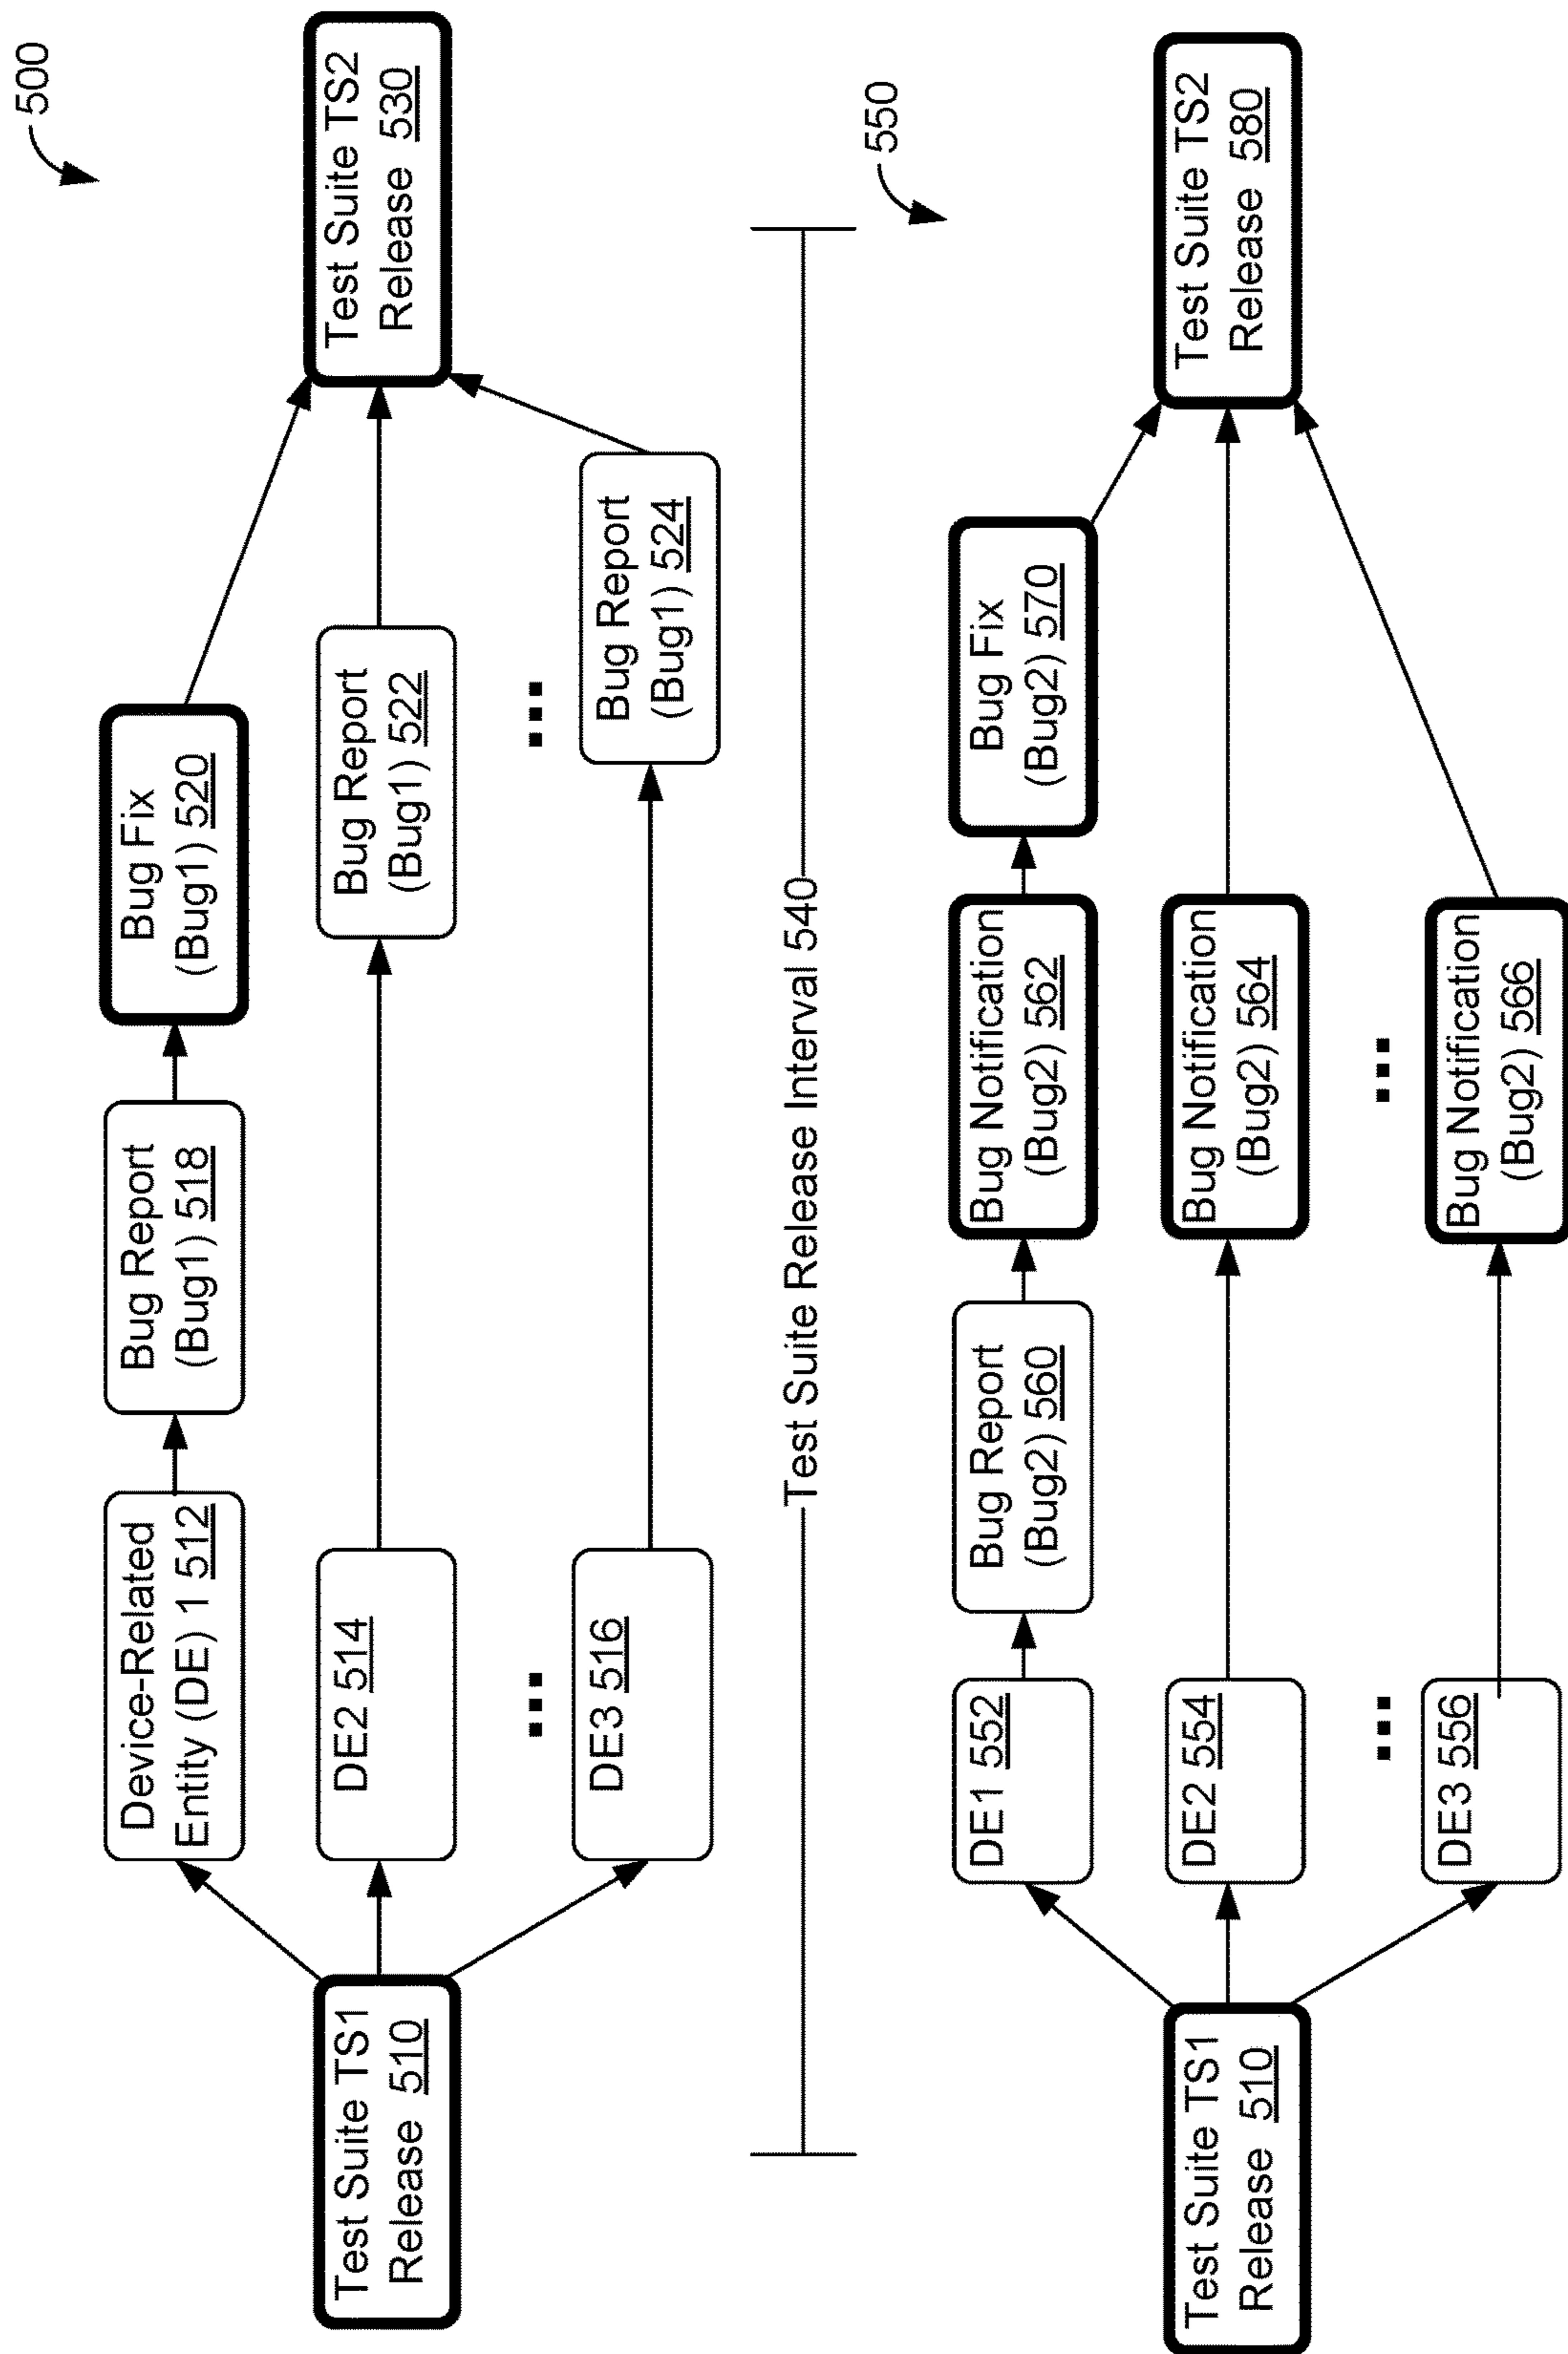 500
Test Suite TS1
Release 510
Device-Related
Entity (DE) 1 512
Bug Report
(Bug1) 518
Bug Fix
(Bug1) 520
DE2 514
Bug Report
(Bug1) 522
...
...
DE3 516
Bug Report
(Bug1) 524
Test Suite TS2
Release 530
Test Suite Release Interval 540
550
Test Suite TS1
Release 510
DE1 552
Bug Report
(Bug2) 560
Bug Notification
(Bug2) 562
Bug Fix
(Bug2) 570
DE2 554
Bug Notification
(Bug2) 564
...
...
DE3 556
Bug Notification
(Bug2) 566
Test Suite TS2
Release 580